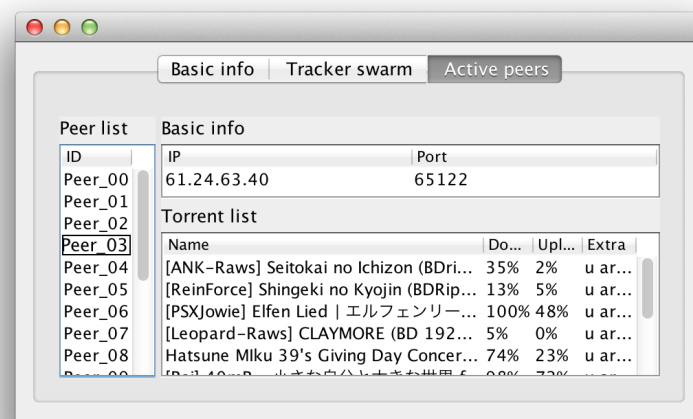 Basic info
Tracker swarm
Active peers
Peer list
Basic info
ID
IP
Port
Peer_00
61.24.63.40
65122
Peer_01
Peer_02
Torrent list
Peer_03
Name
Do...
Upl...
Extra
Peer_04
[ANK-Raws] Seitokai no Ichizon (BDri... 35% 2% u ar...
Peer_05
[ReinForce] Shingeki no Kyojin (BDRip... 13% 5% u ar...
Peer_06
[PSXJowie] Elfen Lied | エルフェンリー... 100% 48% u ar...
Peer_07
[Leopard-Raws] CLAYMORE (BD 192... 5% 0% u ar...
Peer_08
Hatsune MIku 39's Giving Day Concer... 74% 23% u ar...